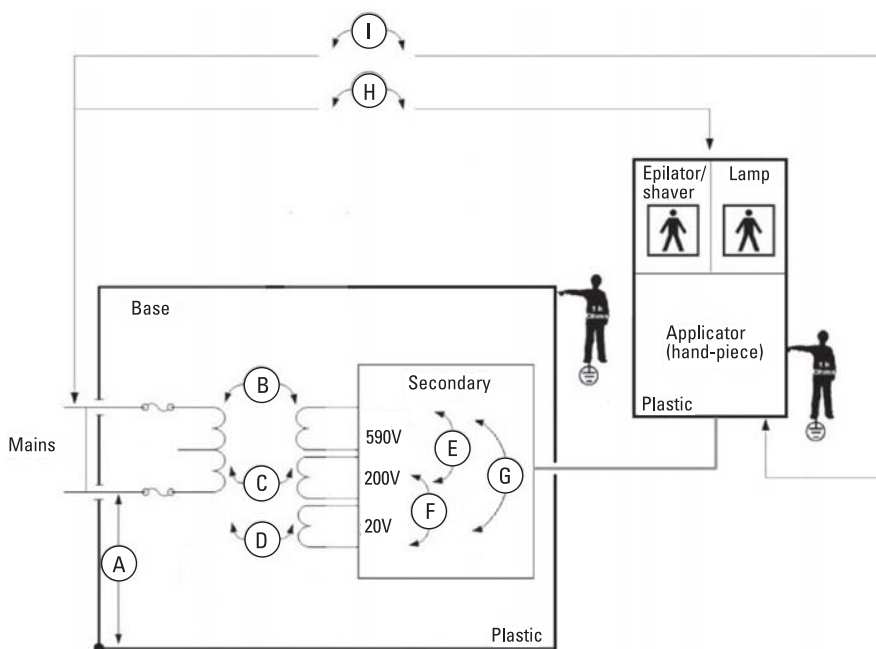 I
H
Epilator/
shaver
Lamp
Base
Applicator
(hand-piece)
Plastic
B
Secondary
590V
E
Mains
C
200V
G
F
D
20V
A
Plastic